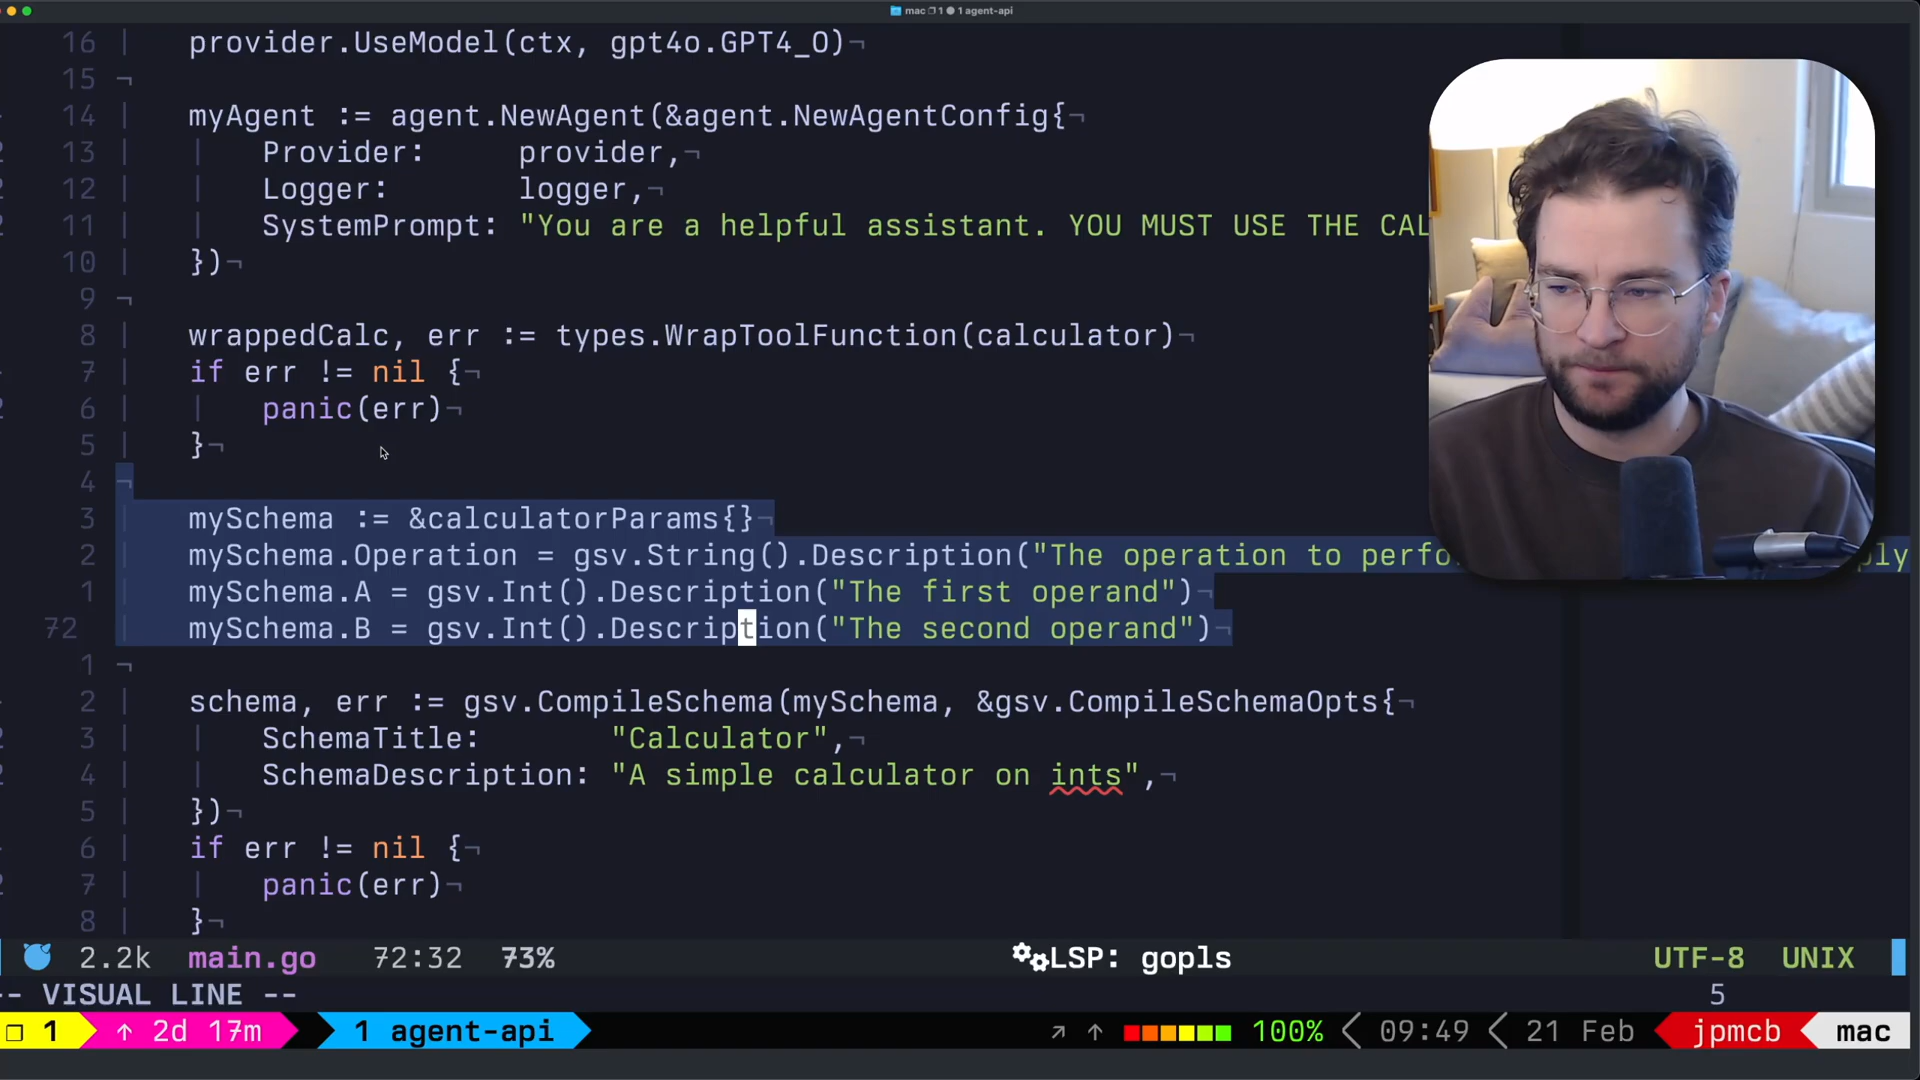 mac 1 1 agent-api
16 provider.UseModel(ctx, gpt4o.GPT4_O)¬
15 ¬
14 myAgent := agent.NewAgent(&agent.NewAgentConfig{¬
13 Provider: provider,¬
12 Logger: logger,¬
11 SystemPrompt: "You are a helpful assistant. YOU MUST USE THE CAL
10 })¬
9 ¬
8 wrappedCalc, err := types.WrapToolFunction(calculator)¬
7 if err != nil {¬
6 panic(err)¬
5 }¬
4 ¬
3 mySchema := &calculatorParams{}¬
2 mySchema.Operation = gsv.String().Description("The operation to perfo ply
1 mySchema.A = gsv.Int().Description("The first operand")¬
72 mySchema.B = gsv.Int().Description("The second operand")¬
1 ¬
2 schema, err := gsv.CompileSchema(mySchema, &gsv.CompileSchemaOpts{¬
3 SchemaTitle: "Calculator",¬
4 SchemaDescription: "A simple calculator on ints",¬
5 })¬
6 if err != nil {¬
7 panic(err)¬
8 }¬
2.2k main.go 72:32 73% LSP: gopls UTF-8 UNIX
-- VISUAL LINE -- 5
1 ↑ 2d 17m 1 agent-api ↗ ↑ 100% 09:49 21 Feb jpmcb mac